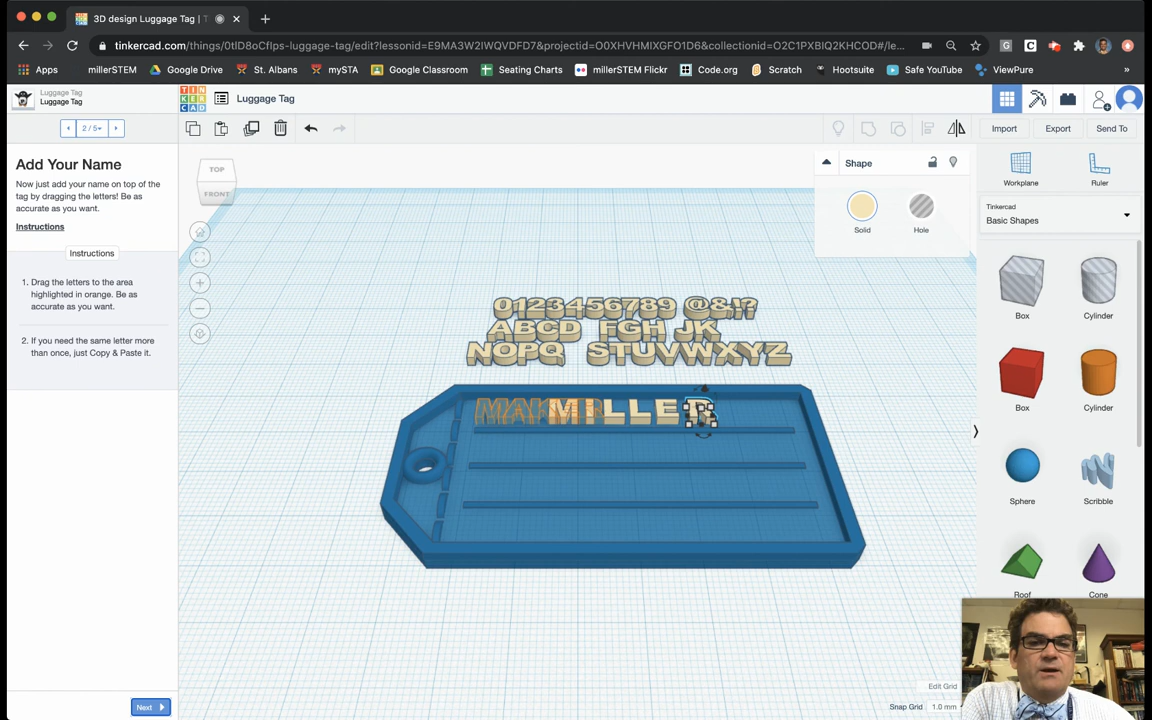 3D design Luggage Tag | T
tinkercad.com/things/0tlD8oCfIps-luggage-tag/edit?lessonid=E9MA3W2IWQVDFD7&projectid=O0XHVHMIXGFO1D6&collectionid=O2C1PXBIQ2KHCOD#/le...
Apps millerSTEM Google Drive St. Albans mySTA Google Classroom Seating Charts millerSTEM Flickr Code.org Scratch Hootsuite Safe YouTube ViewPure »
Luggage Tag
Luggage Tag
TIN
KER
CAD
Luggage Tag
2 / 5
Import Export Send To
Add Your Name
Now just add your name on top of the
tag by dragging the letters! Be as
accurate as you want.
Instructions
Instructions
1. Drag the letters to the area
highlighted in orange. Be as
accurate as you want.
2. If you need the same letter more
than once, just Copy & Paste it.
Next
TOP
FRONT
Shape
Solid Hole
Workplane Ruler
Tinkercad
Basic Shapes
Box Cylinder
Box Cylinder
Sphere Scribble
Roof Cone
0123456789 @&!?
ABCD FGH JK
NOPQ STUVWXYZ
MILLER
Edit Grid
Snap Grid 1.0 mm